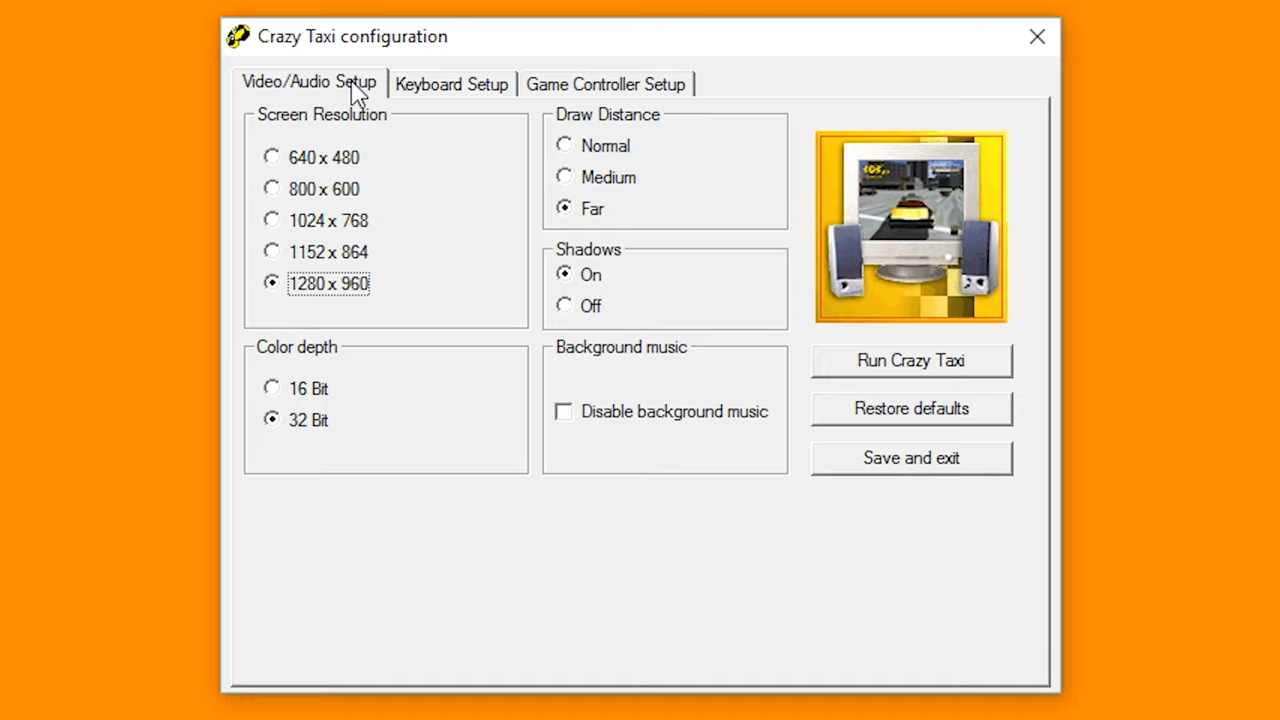 Crazy Taxi configuration
Video/Audio Setup
Keyboard Setup
Game Controller Setup
Screen Resolution
640 x 480
800 x 600
1024 x 768
1152 x 864
1280 x 960
Color depth
16 Bit
32 Bit
Draw Distance
Normal
Medium
Far
Shadows
On
Off
Background music
Disable background music
Run Crazy Taxi
Restore defaults
Save and exit